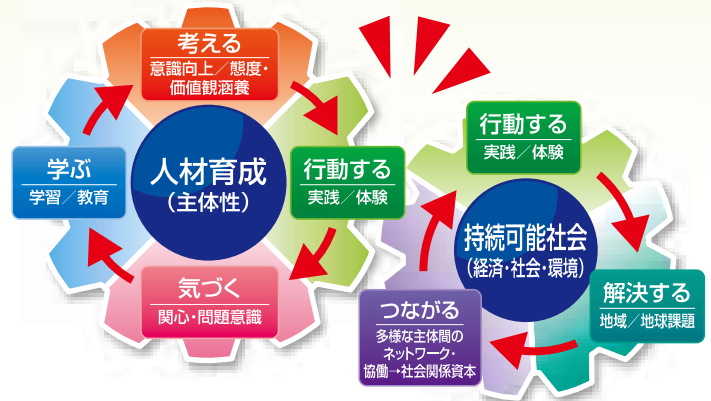 考える
意識向上／態度・
価値観涵養
学ぶ
学習／教育
人材育成
（主体性）
行動する
実践／体験
気づく
関心・問題意識
行動する
実践／体験
持続可能社会
（経済・社会・環境）
つながる
多様な主体間の
ネットワーク・
協働→社会関係資本
解決する
地域／地球課題